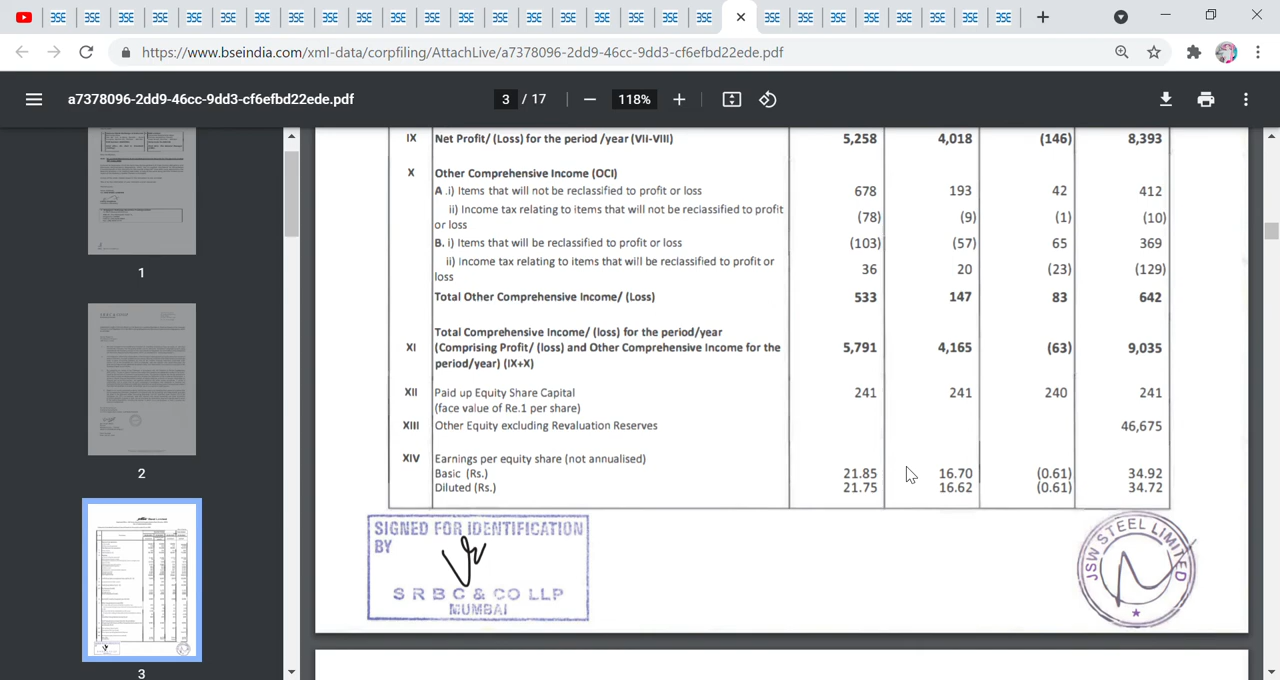 https://www.bseindia.com/xml-data/corpfiling/AttachLive/a7378096-2dd9-46cc-9dd3-cf6efbd22ede.pdf
a7378096-2dd9-46cc-9dd3-cf6efbd22ede.pdf 3 / 17 118%
1
2
3
IX Net Profit/ (Loss) for the period /year (VII-VIII) 5,258 4,018 (146) 8,393
X Other Comprehensive Income (OCI)
A .i) Items that will not be reclassified to profit or loss 678 193 42 412
ii) Income tax relating to items that will not be reclassified to profit (78) (9) (1) (10)
or loss
B. i) Items that will be reclassified to profit or loss (103) (57) 65 369
ii) Income tax relating to items that will be reclassified to profit or 36 20 (23) (129)
loss
Total Other Comprehensive Income/ (Loss) 533 147 83 642
Total Comprehensive Income/ (loss) for the period/year
XI (Comprising Profit/ (loss) and Other Comprehensive Income for the 5,791 4,165 (63) 9,035
period/year) (IX+X)
XII Paid up Equity Share Capital 241 241 240 241
(face value of Re.1 per share)
XIII Other Equity excluding Revaluation Reserves 46,675
XIV Earnings per equity share (not annualised)
Basic (Rs.) 21.85 16.70 (0.61) 34.92
Diluted (Rs.) 21.75 16.62 (0.61) 34.72
SIGNED FOR IDENTIFICATION
BY
S R B C & CO LLP
MUMBAI
JSW STEEL LIMITED